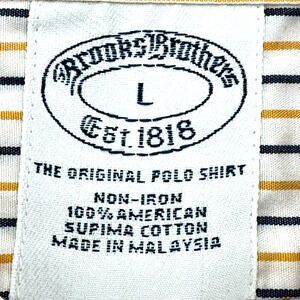 Brooks Brothers
L
Est. 1818
THE ORIGINAL POLO SHIRT
NON-IRON
100% AMERICAN
SUPIMA COTTON
MADE IN MALAYSIA